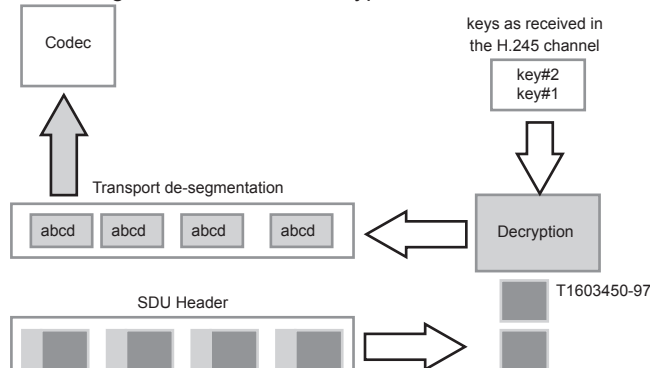 Codec
keys as received in
the H.245 channel
key#2
key#1
Transport de-segmentation
abcd abcd abcd abcd
Decryption
T1603450-97
SDU Header